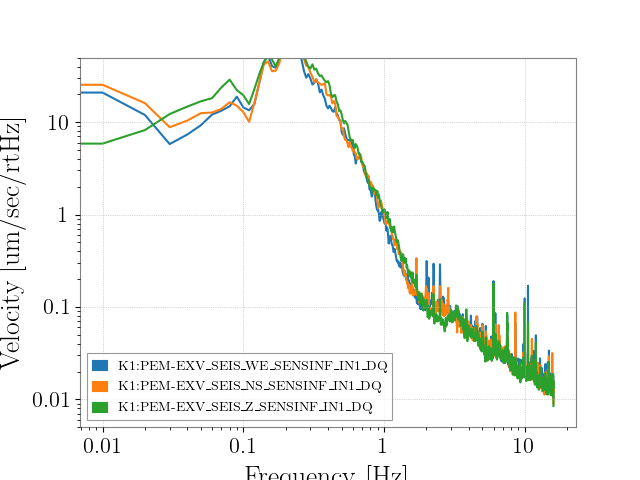 Velocity [um/sec/rtHz]
10
1
0.1
0.01
K1:PEM-EXV_SEIS_WE_SENSINF_IN1_DQ
K1:PEM-EXV_SEIS_NS_SENSINF_IN1_DQ
K1:PEM-EXV_SEIS_Z_SENSINF_IN1_DQ
0.01 0.1 1 10
Frequency [Hz]